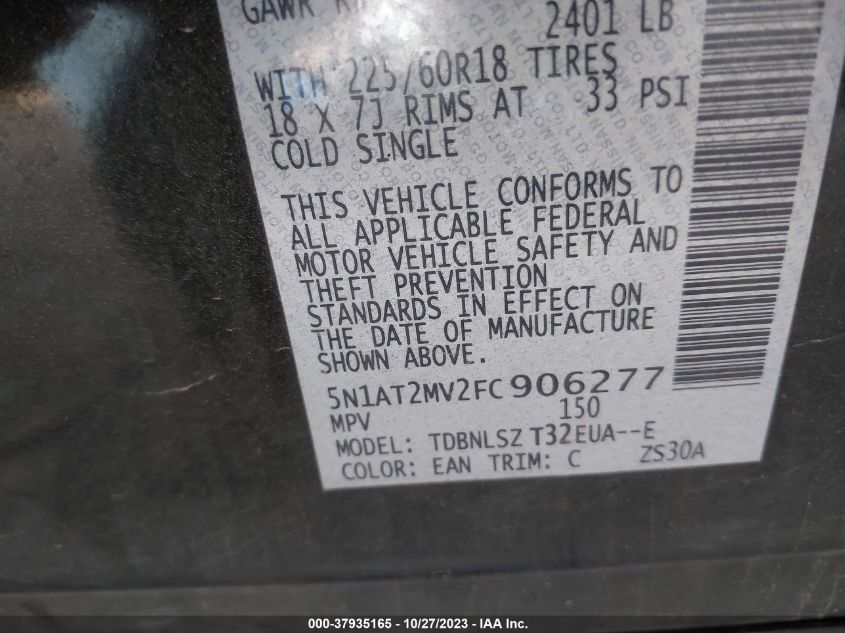 GAWR
2401 LB
WITH 225/60R18 TIRES
18 X 7J RIMS AT 33 PSI
COLD SINGLE
THIS VEHICLE CONFORMS TO
ALL APPLICABLE FEDERAL
MOTOR VEHICLE SAFETY AND
THEFT PREVENTION
STANDARDS IN EFFECT ON
THE DATE OF MANUFACTURE
SHOWN ABOVE.
5N1AT2MV2FC906277
MPV 150
MODEL: TDBNLSZ T32EUA--E
COLOR: EAN TRIM: C ZS30A
000-37935165 - 10/27/2023 - IAA Inc.